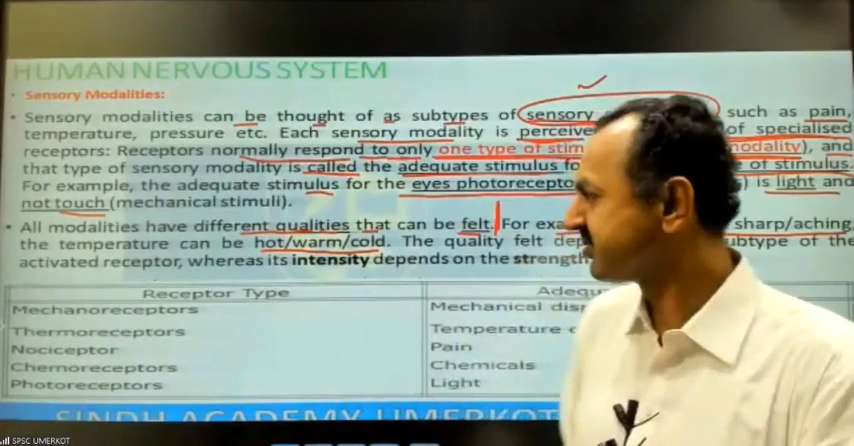 HUMAN NERVOUS SYSTEM
• Sensory Modalities:
• Sensory modalities can be thought of as subtypes of sensory such as pain,
temperature, pressure etc. Each sensory modality is perceive of specialised
receptors: Receptors normally respond to only one type of stim modality), and
that type of sensory modality is called the adequate stimulus fo of stimulus.
For example, the adequate stimulus for the eyes photorecepto ) is light and
not touch (mechanical stimuli).
• All modalities have different qualities that can be felt. For exa sharp/aching,
the temperature can be hot/warm/cold. The quality felt dep ubtype of the
activated receptor, whereas its intensity depends on the strength
Receptor Type Adequ
Mechanoreceptors Mechanical dis
Thermoreceptors Temperature
Nociceptor Pain
Chemoreceptors Chemicals
Photoreceptors Light
SINDH ACADEMY UMERKOT
SPSC UMERKOT